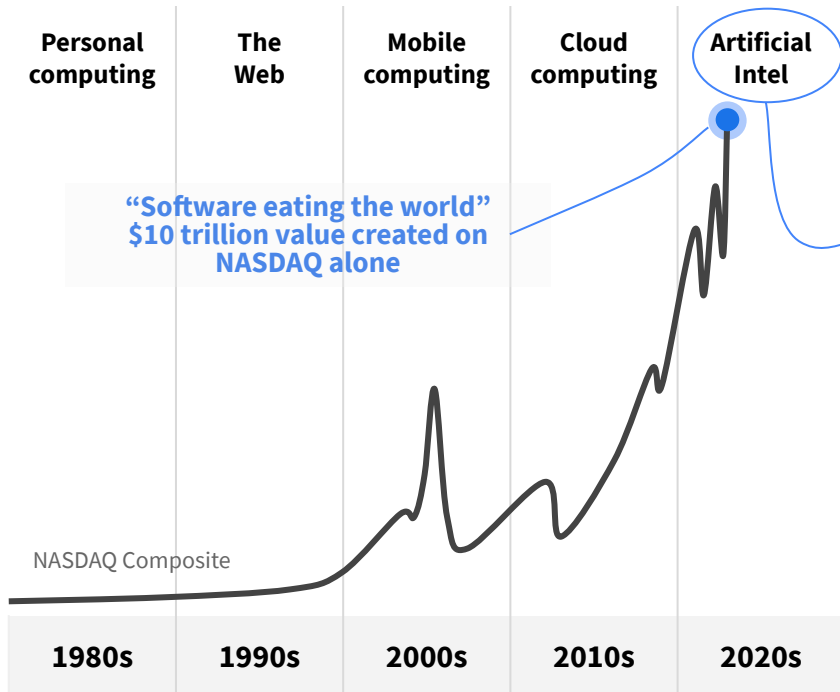 Personal
computing
The
Web
Mobile
computing
Cloud
computing
Artificial
Intel
“Software eating the world”
$10 trillion value created on
NASDAQ alone
NASDAQ Composite
1980s
1990s
2000s
2010s
2020s